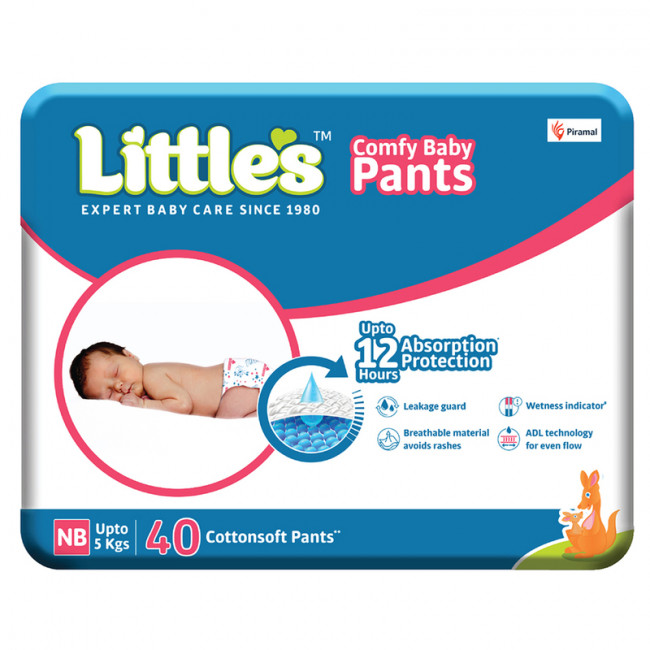 Little's™
EXPERT BABY CARE SINCE 1980
Comfy Baby
Pants
Piramal
Upto
12
Hours
Absorption*
Protection
Leakage guard
Wetness indicator#
Breathable material
avoids rashes
ADL technology
for even flow
NB
Upto
5 Kgs
40
Cottonsoft Pants**